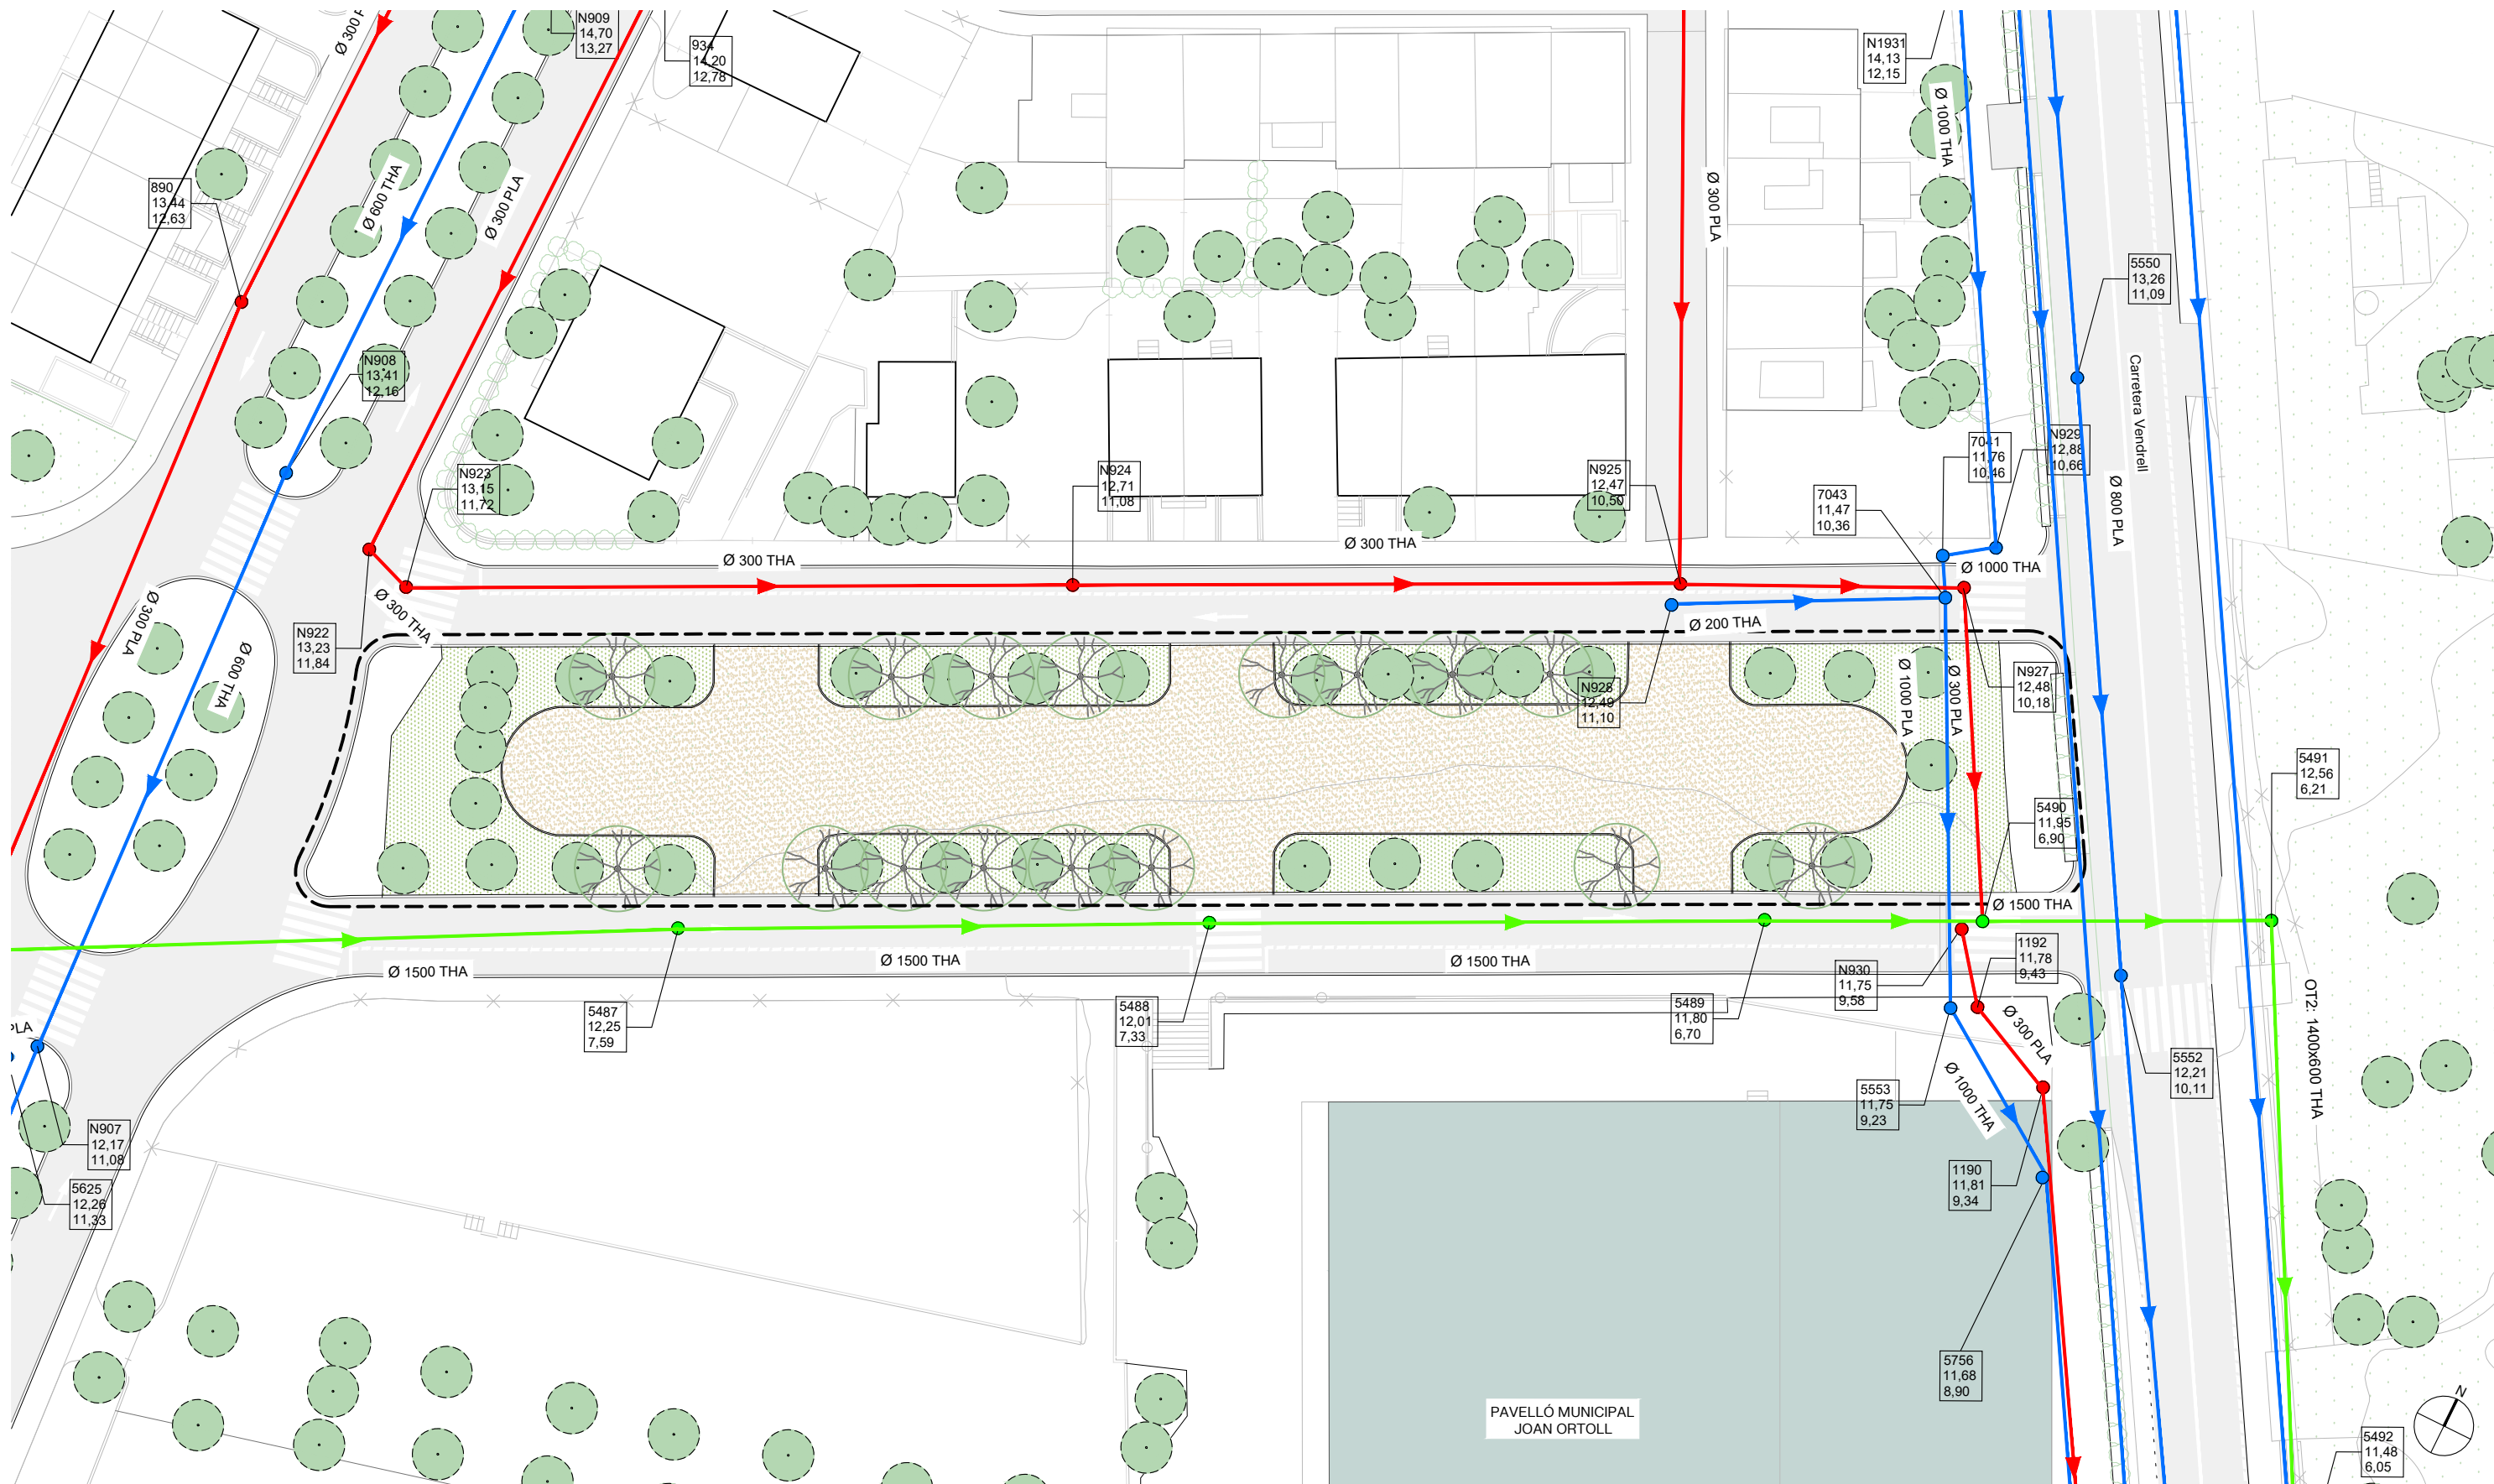 Ø 300 PL
N909
14,70
13,27
934
14,20
12,78
N1931
14,13
12,15
Ø 1000 THA
890
13,44
12,63
Ø 600 THA
Ø 300 PLA
Ø 300 PLA
5550
13,26
11,09
Carretera Vendrell
N908
13,41
12,16
N923
13,15
11,72
N924
12,71
11,08
N925
12,47
10,50
7041
11,76
10,46
N929
12,88
10,66
7043
11,47
10,36
Ø 800 PLA
Ø 300 THA
Ø 300 THA
Ø 1000 THA
Ø 300 PLA
Ø 600 THA
Ø 300 THA
N922
13,23
11,84
Ø 200 THA
N928
12,49
11,10
Ø 1000 PLA
Ø 300 PLA
N927
12,48
10,18
5491
12,56
6,21
5490
11,95
6,90
Ø 1500 THA
Ø 1500 THA
Ø 1500 THA
Ø 1500 THA
N930
11,75
9,58
1192
11,78
9,43
5487
12,25
7,59
5488
12,01
7,33
5489
11,80
6,70
Ø 300 PLA
OT2: 1400x600 THA
PLA
5553
11,75
9,23
Ø 1000 THA
5552
12,21
10,11
N907
12,17
11,08
5625
12,26
11,33
1190
11,81
9,34
5756
11,68
8,90
PAVELLÓ MUNICIPAL
JOAN ORTOLL
N
5492
11,48
6,05